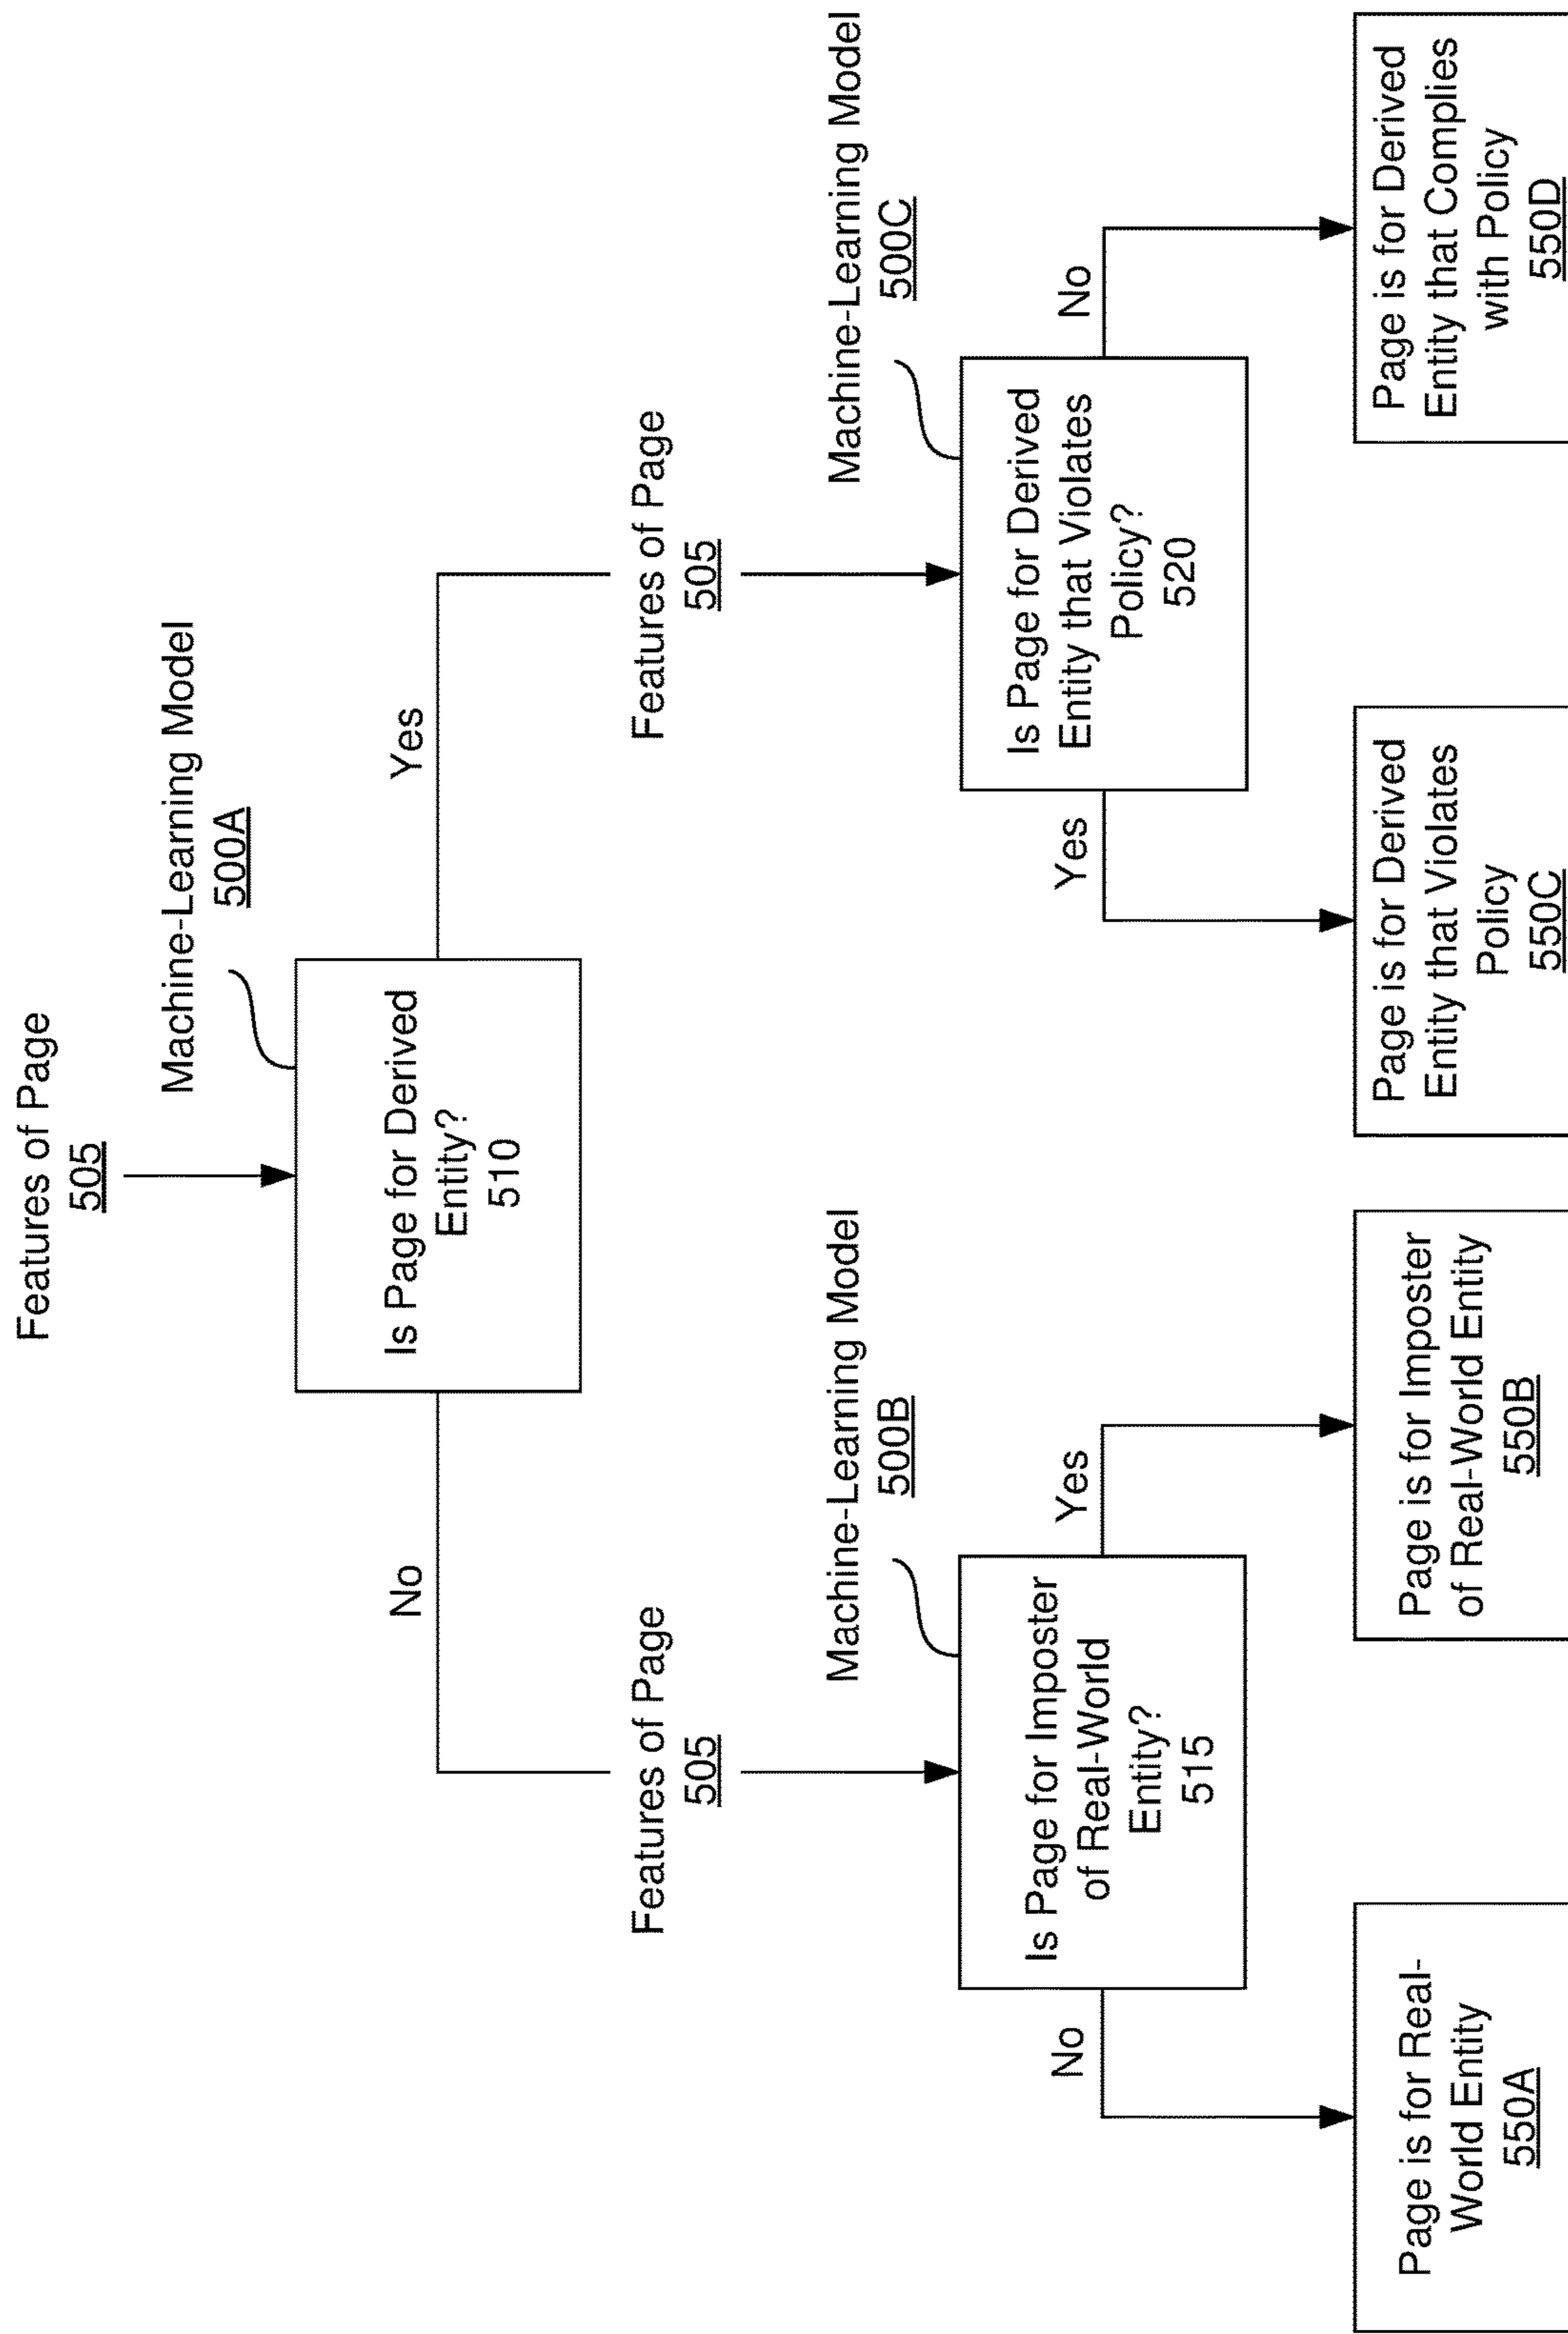 Features of Page
505
Machine-Learning Model
500A
Is Page for Derived
Entity?
510
No
Yes
Features of Page
505
Features of Page
505
Machine-Learning Model
500B
Machine-Learning Model
500C
Is Page for Imposter
of Real-World
Entity?
515
Is Page for Derived
Entity that Violates
Policy?
520
No
Yes
Yes
No
Page is for Real-
World Entity
550A
Page is for Imposter
of Real-World Entity
550B
Page is for Derived
Entity that Violates
Policy
550C
Page is for Derived
Entity that Complies
with Policy
550D